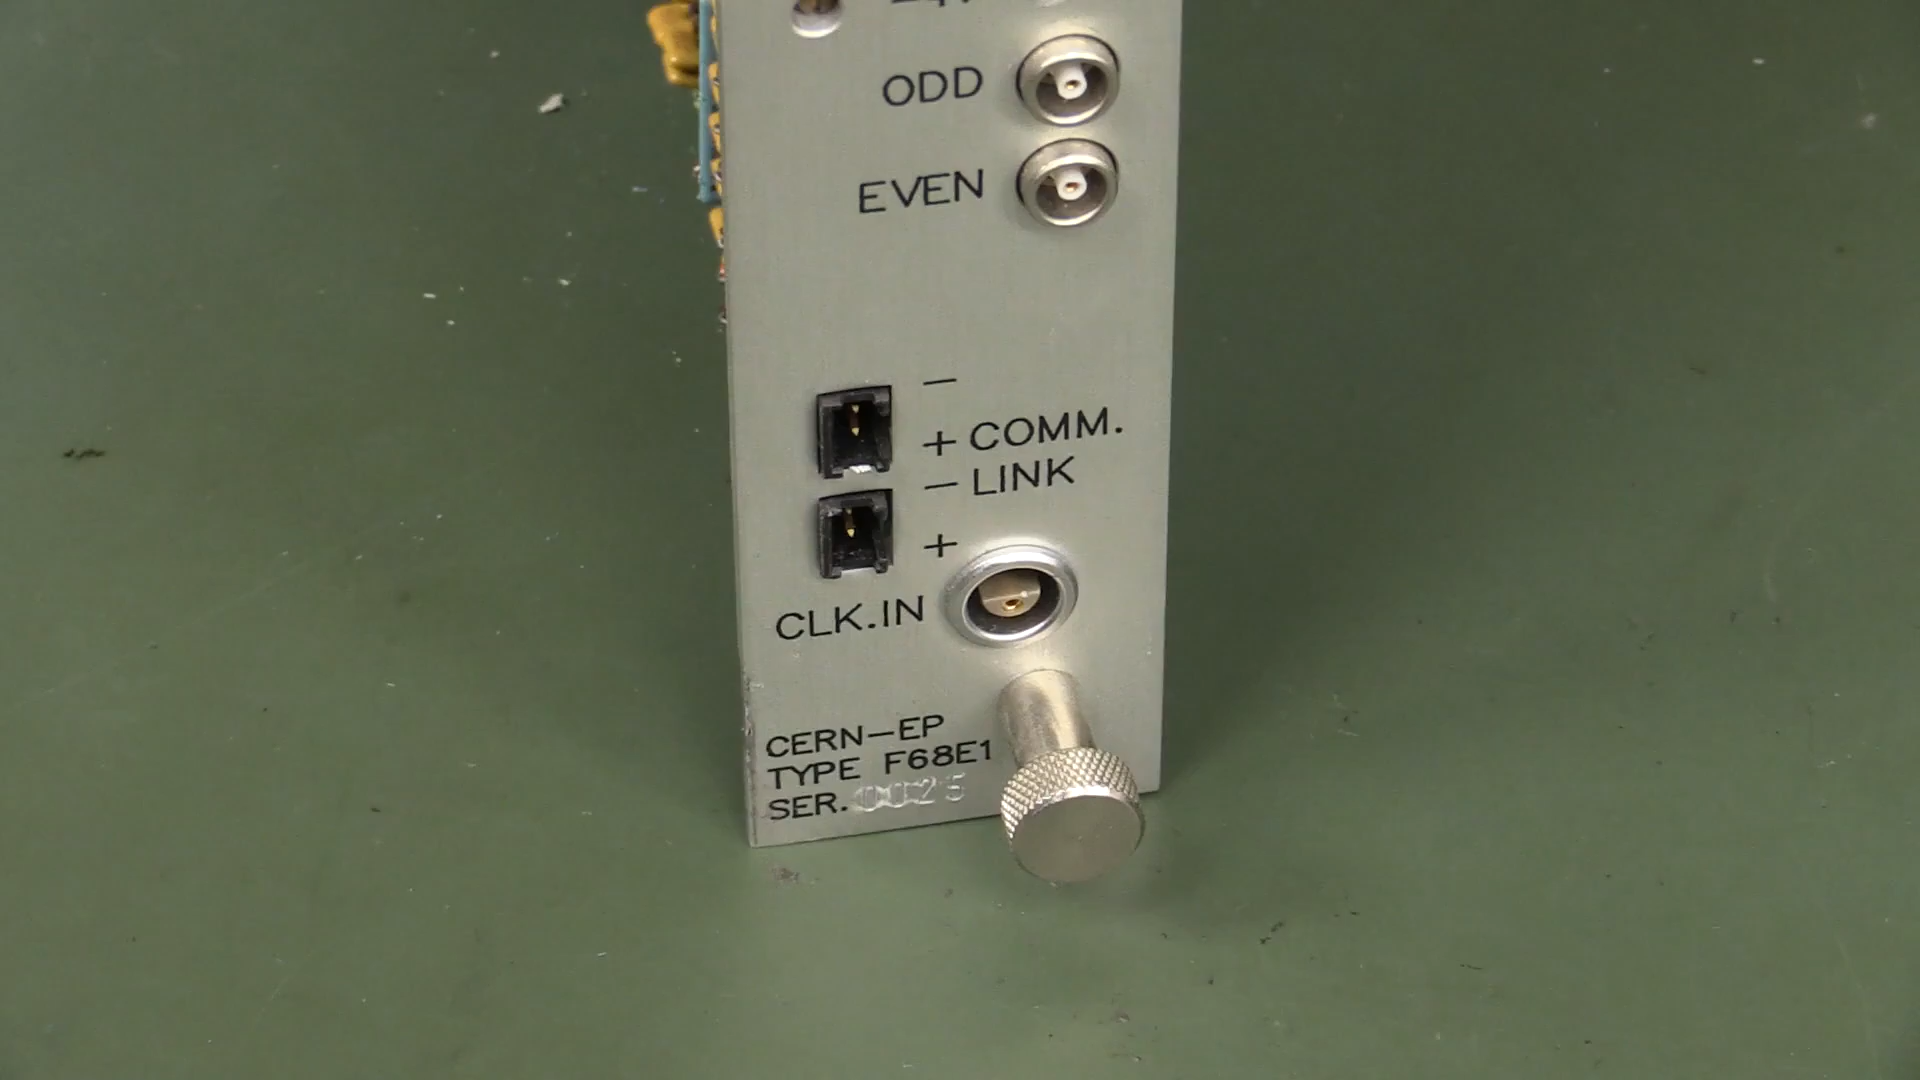 ODD
EVEN
−
+ COMM.
− LINK
+
CLK.IN
CERN−EP
TYPE F68E1
SER. 0025